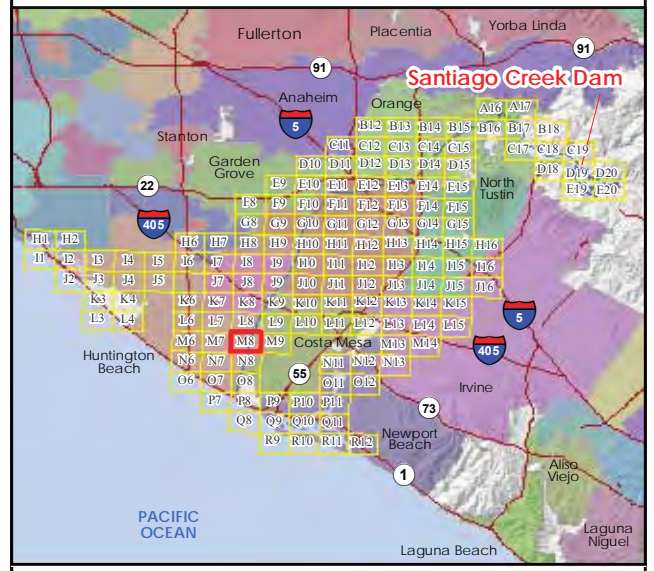 Fullerton
Placentia
Yorba Linda
91
91
Santiago Creek Dam
Anaheim
Orange
5
A16 A17
B12 B13 B14 B15 B16 B17 B18
Stanton
C11 C12 C13 C14 C15 C17 C18 C19
Garden
Grove
D10 D11 D12 D13 D14 D15 D18 D19 D20
22
E9 E10 E11 E12 E13 E14 E15 E19 E20
North
Tustin
405
F8 F9 F10 F11 F12 F13 F14 F15
G8 G9 G10 G11 G12 G13 G14 G15
H1 H2 H6 H7 H8 H9 H10 H11 H12 H13 H14 H15 H16
I1 I2 I3 I4 I5 I6 I7 I8 I9 I10 I11 I12 I13 I14 I15 I16
J2 J3 J4 J5 J7 J8 J9 J10 J11 J12 J13 J14 J15 J16
K3 K4 K6 K7 K8 K9 K10 K11 K12 K13 K14 K15
5
L3 L4 L6 L7 L8 L9 L10 L11 L12 L13 L14 L15
M6 M7 M8 M9 Costa Mesa M13 M14
405
Huntington
Beach
N6 N7 N8 N11 N12 N13
55
O6 O7 O8 O11 O12
Irvine
P7 P8 P9 P10 P11
73
Q8 Q9 Q10 Q11
R9 R10 R11 R12
Newport
Beach
1
Aliso
Viejo
PACIFIC
OCEAN
Laguna
Niguel
Laguna Beach